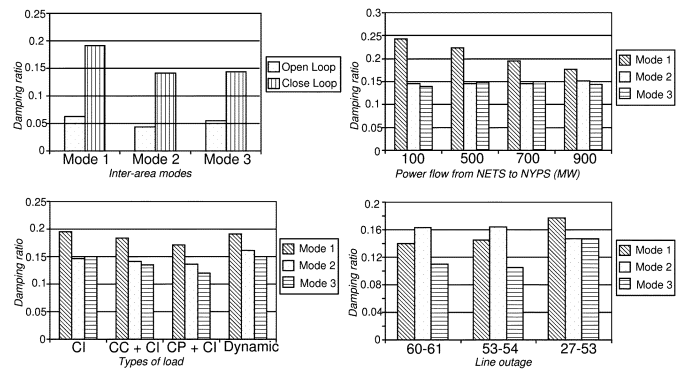 0.25
0.2
0.15
0.1
0.05
0
Damping ratio
Mode 1 Mode 2 Mode 3
Inter-area modes
Open Loop
Close Loop
0.3
0.25
0.2
0.15
0.1
0.05
0
Damping ratio
100 500 700 900
Power flow from NETS to NYPS (MW)
Mode 1
Mode 2
Mode 3
0.25
0.2
0.15
0.1
0.05
0
Damping ratio
CI CC + CI CP + CI Dynamic
Types of load
Mode 1
Mode 2
Mode 3
0.2
0.16
0.12
0.08
0.04
0
Damping ratio
60-61 53-54 27-53
Line outage
Mode 1
Mode 2
Mode 3